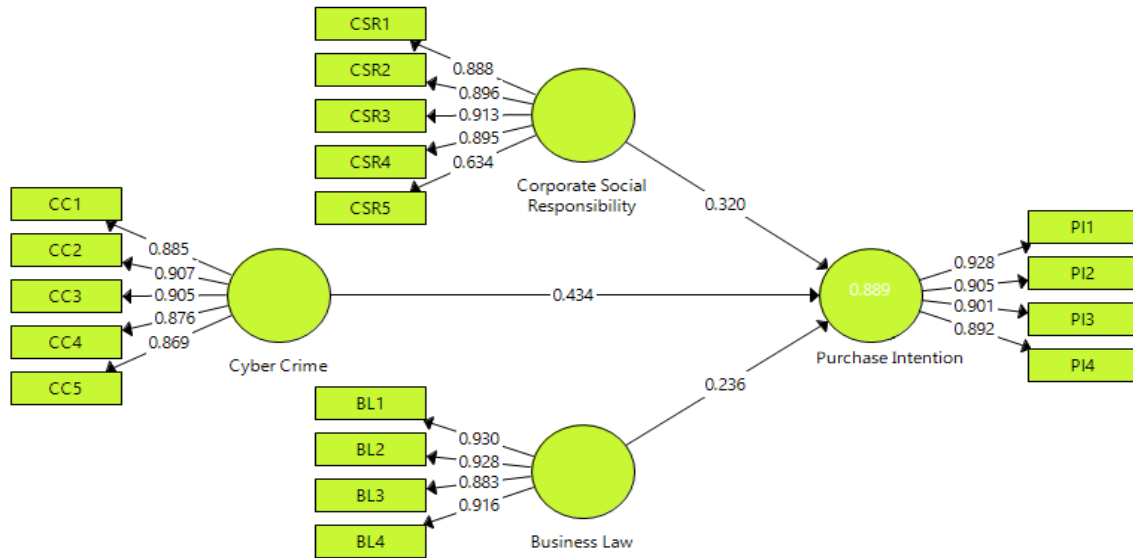 CSR1
CSR2
CSR3
CSR4
CSR5
0.888
0.896
0.913
0.895
0.634
Corporate Social
Responsibility
0.320
CC1
CC2
CC3
CC4
CC5
0.885
0.907
0.905
0.876
0.869
Cyber Crime
0.434
0.889
Purchase Intention
0.928
0.905
0.901
0.892
PI1
PI2
PI3
PI4
0.236
BL1
BL2
BL3
BL4
0.930
0.928
0.883
0.916
Business Law